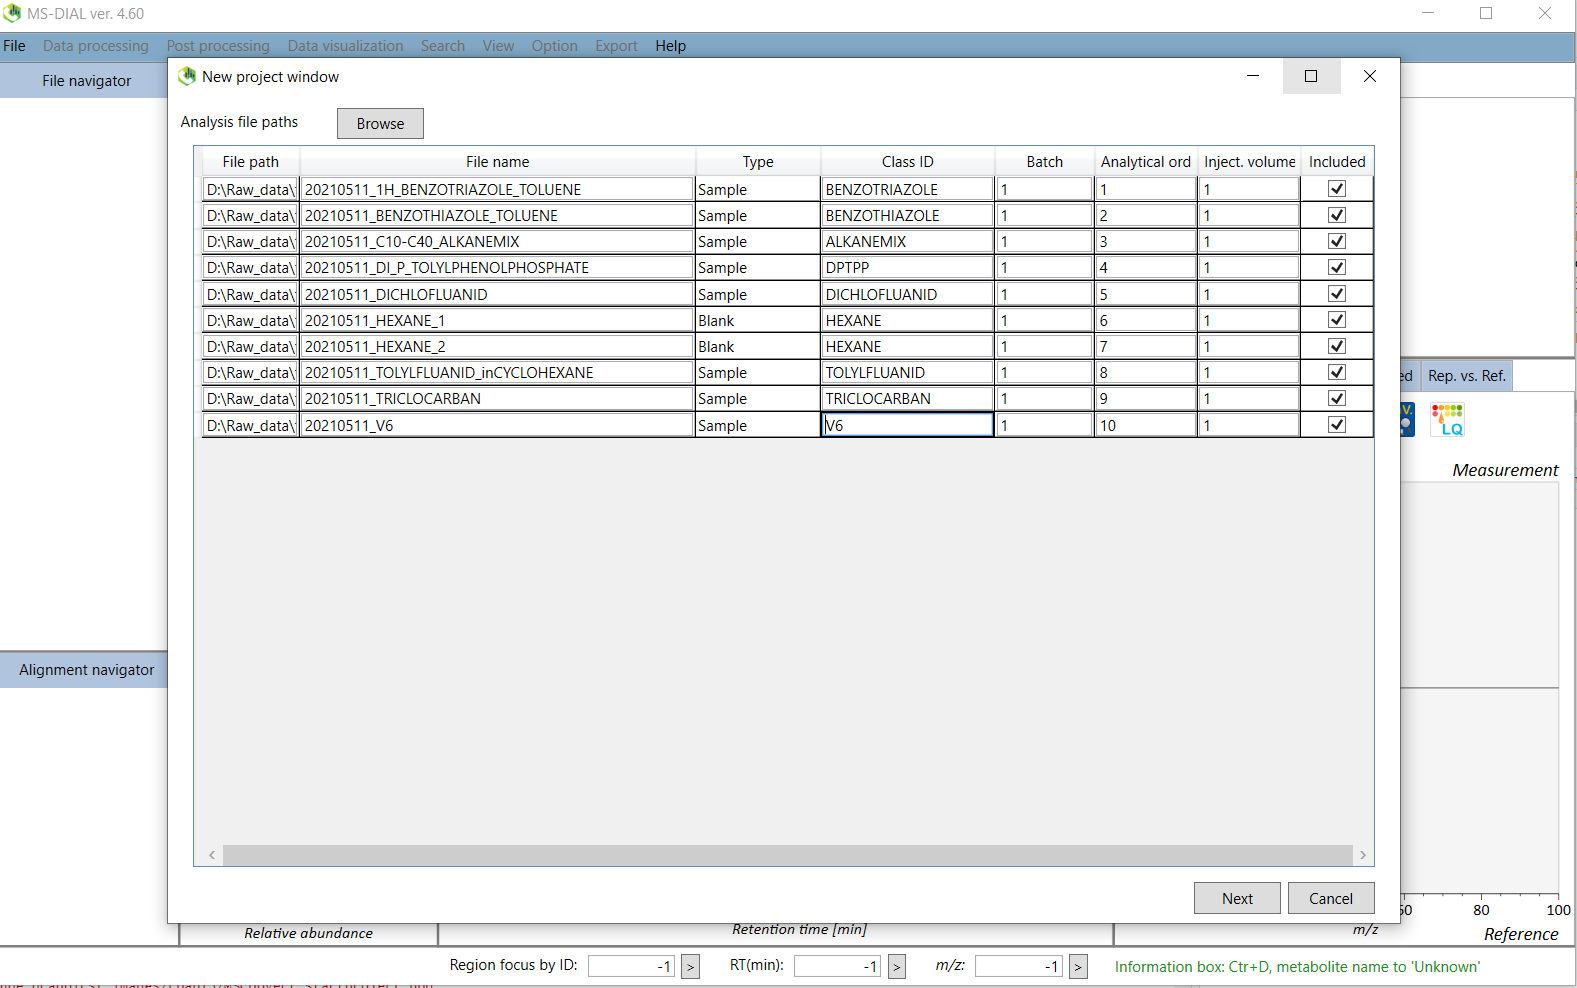 MS-DIAL ver. 4.60
File Data processing Post processing Data visualization Search View Option Export Help
File navigator
New project window
Analysis file paths Browse
File path File name Type Class ID Batch Analytical ord Inject. volume Included
D:\Raw_data\ 20210511_1H_BENZOTRIAZOLE_TOLUENE Sample BENZOTRIAZOLE 1 1 1
D:\Raw_data\ 20210511_BENZOTHIAZOLE_TOLUENE Sample BENZOTHIAZOLE 1 2 1
D:\Raw_data\ 20210511_C10-C40_ALKANEMIX Sample ALKANEMIX 1 3 1
D:\Raw_data\ 20210511_DI_P_TOLYLPHENOLPHOSPHATE Sample DPTPP 1 4 1
D:\Raw_data\ 20210511_DICHLOFLUANID Sample DICHLOFLUANID 1 5 1
D:\Raw_data\ 20210511_HEXANE_1 Blank HEXANE 1 6 1
D:\Raw_data\ 20210511_HEXANE_2 Blank HEXANE 1 7 1
D:\Raw_data\ 20210511_TOLYLFLUANID_inCYCLOHEXANE Sample TOLYLFLUANID 1 8 1
D:\Raw_data\ 20210511_TRICLOCARBAN Sample TRICLOCARBAN 1 9 1
D:\Raw_data\ 20210511_V6 Sample V6 1 10 1
ed Rep. vs. Ref.
V.
LQ
Measurement
Alignment navigator
Next Cancel
60 80 100
Relative abundance Retention time [min] m/z Reference
Region focus by ID: -1 > RT(min): -1 > m/z: -1 > Information box: Ctr+D, metabolite name to 'Unknown'